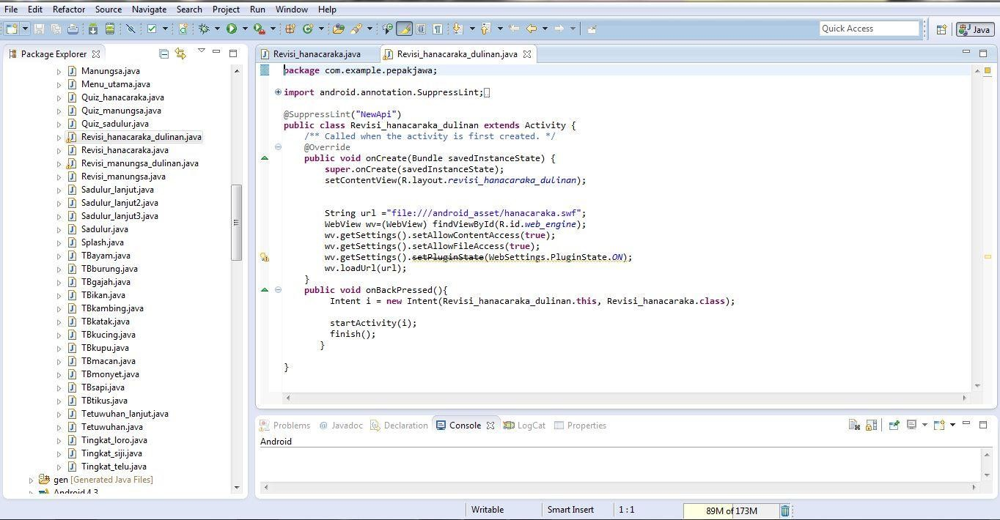 File Edit Refactor Source Navigate Search Project Run Window Help
Quick Access
Java
Package Explorer
Manungsa.java
Menu_utama.java
Quiz_hanacaraka.java
Quiz_manungsa.java
Quiz_sadulur.java
Revisi_hanacaraka_dulinan.java
Revisi_hanacaraka.java
Revisi_manungsa_dulinan.java
Revisi_manungsa.java
Sadulur_lanjut.java
Sadulur_lanjut2.java
Sadulur_lanjut3.java
Sadulur.java
Splash.java
TBayam.java
TBburung.java
TBgajah.java
TBikan.java
TBkambing.java
TBkatak.java
TBkucing.java
TBkupu.java
TBmacan.java
TBmonyet.java
TBsapi.java
TBtikus.java
Tetuwuhan_lanjut.java
Tetuwuhan.java
Tingkat_loro.java
Tingkat_siji.java
Tingkat_telu.java
gen [Generated Java Files]
Android 4.3
Revisi_hanacaraka.java Revisi_hanacaraka_dulinan.java
package com.example.pepakjawa;
import android.annotation.SuppressLint;
@SuppressLint("NewApi")
public class Revisi_hanacaraka_dulinan extends Activity {
/** Called when the activity is first created. */
@Override
public void onCreate(Bundle savedInstanceState) {
super.onCreate(savedInstanceState);
setContentView(R.layout.revisi_hanacaraka_dulinan);
String url ="file:///android_asset/hanacaraka.swf";
WebView wv=(WebView) findViewById(R.id.web_engine);
wv.getSettings().setAllowContentAccess(true);
wv.getSettings().setAllowFileAccess(true);
wv.getSettings().setPluginState(WebSettings.PluginState.ON);
wv.loadUrl(url);
}
public void onBackPressed(){
Intent i = new Intent(Revisi_hanacaraka_dulinan.this, Revisi_hanacaraka.class);
startActivity(i);
finish();
}
}
Problems @ Javadoc Declaration Console LogCat Properties
Android
Writable Smart Insert 1 : 1 89M of 173M